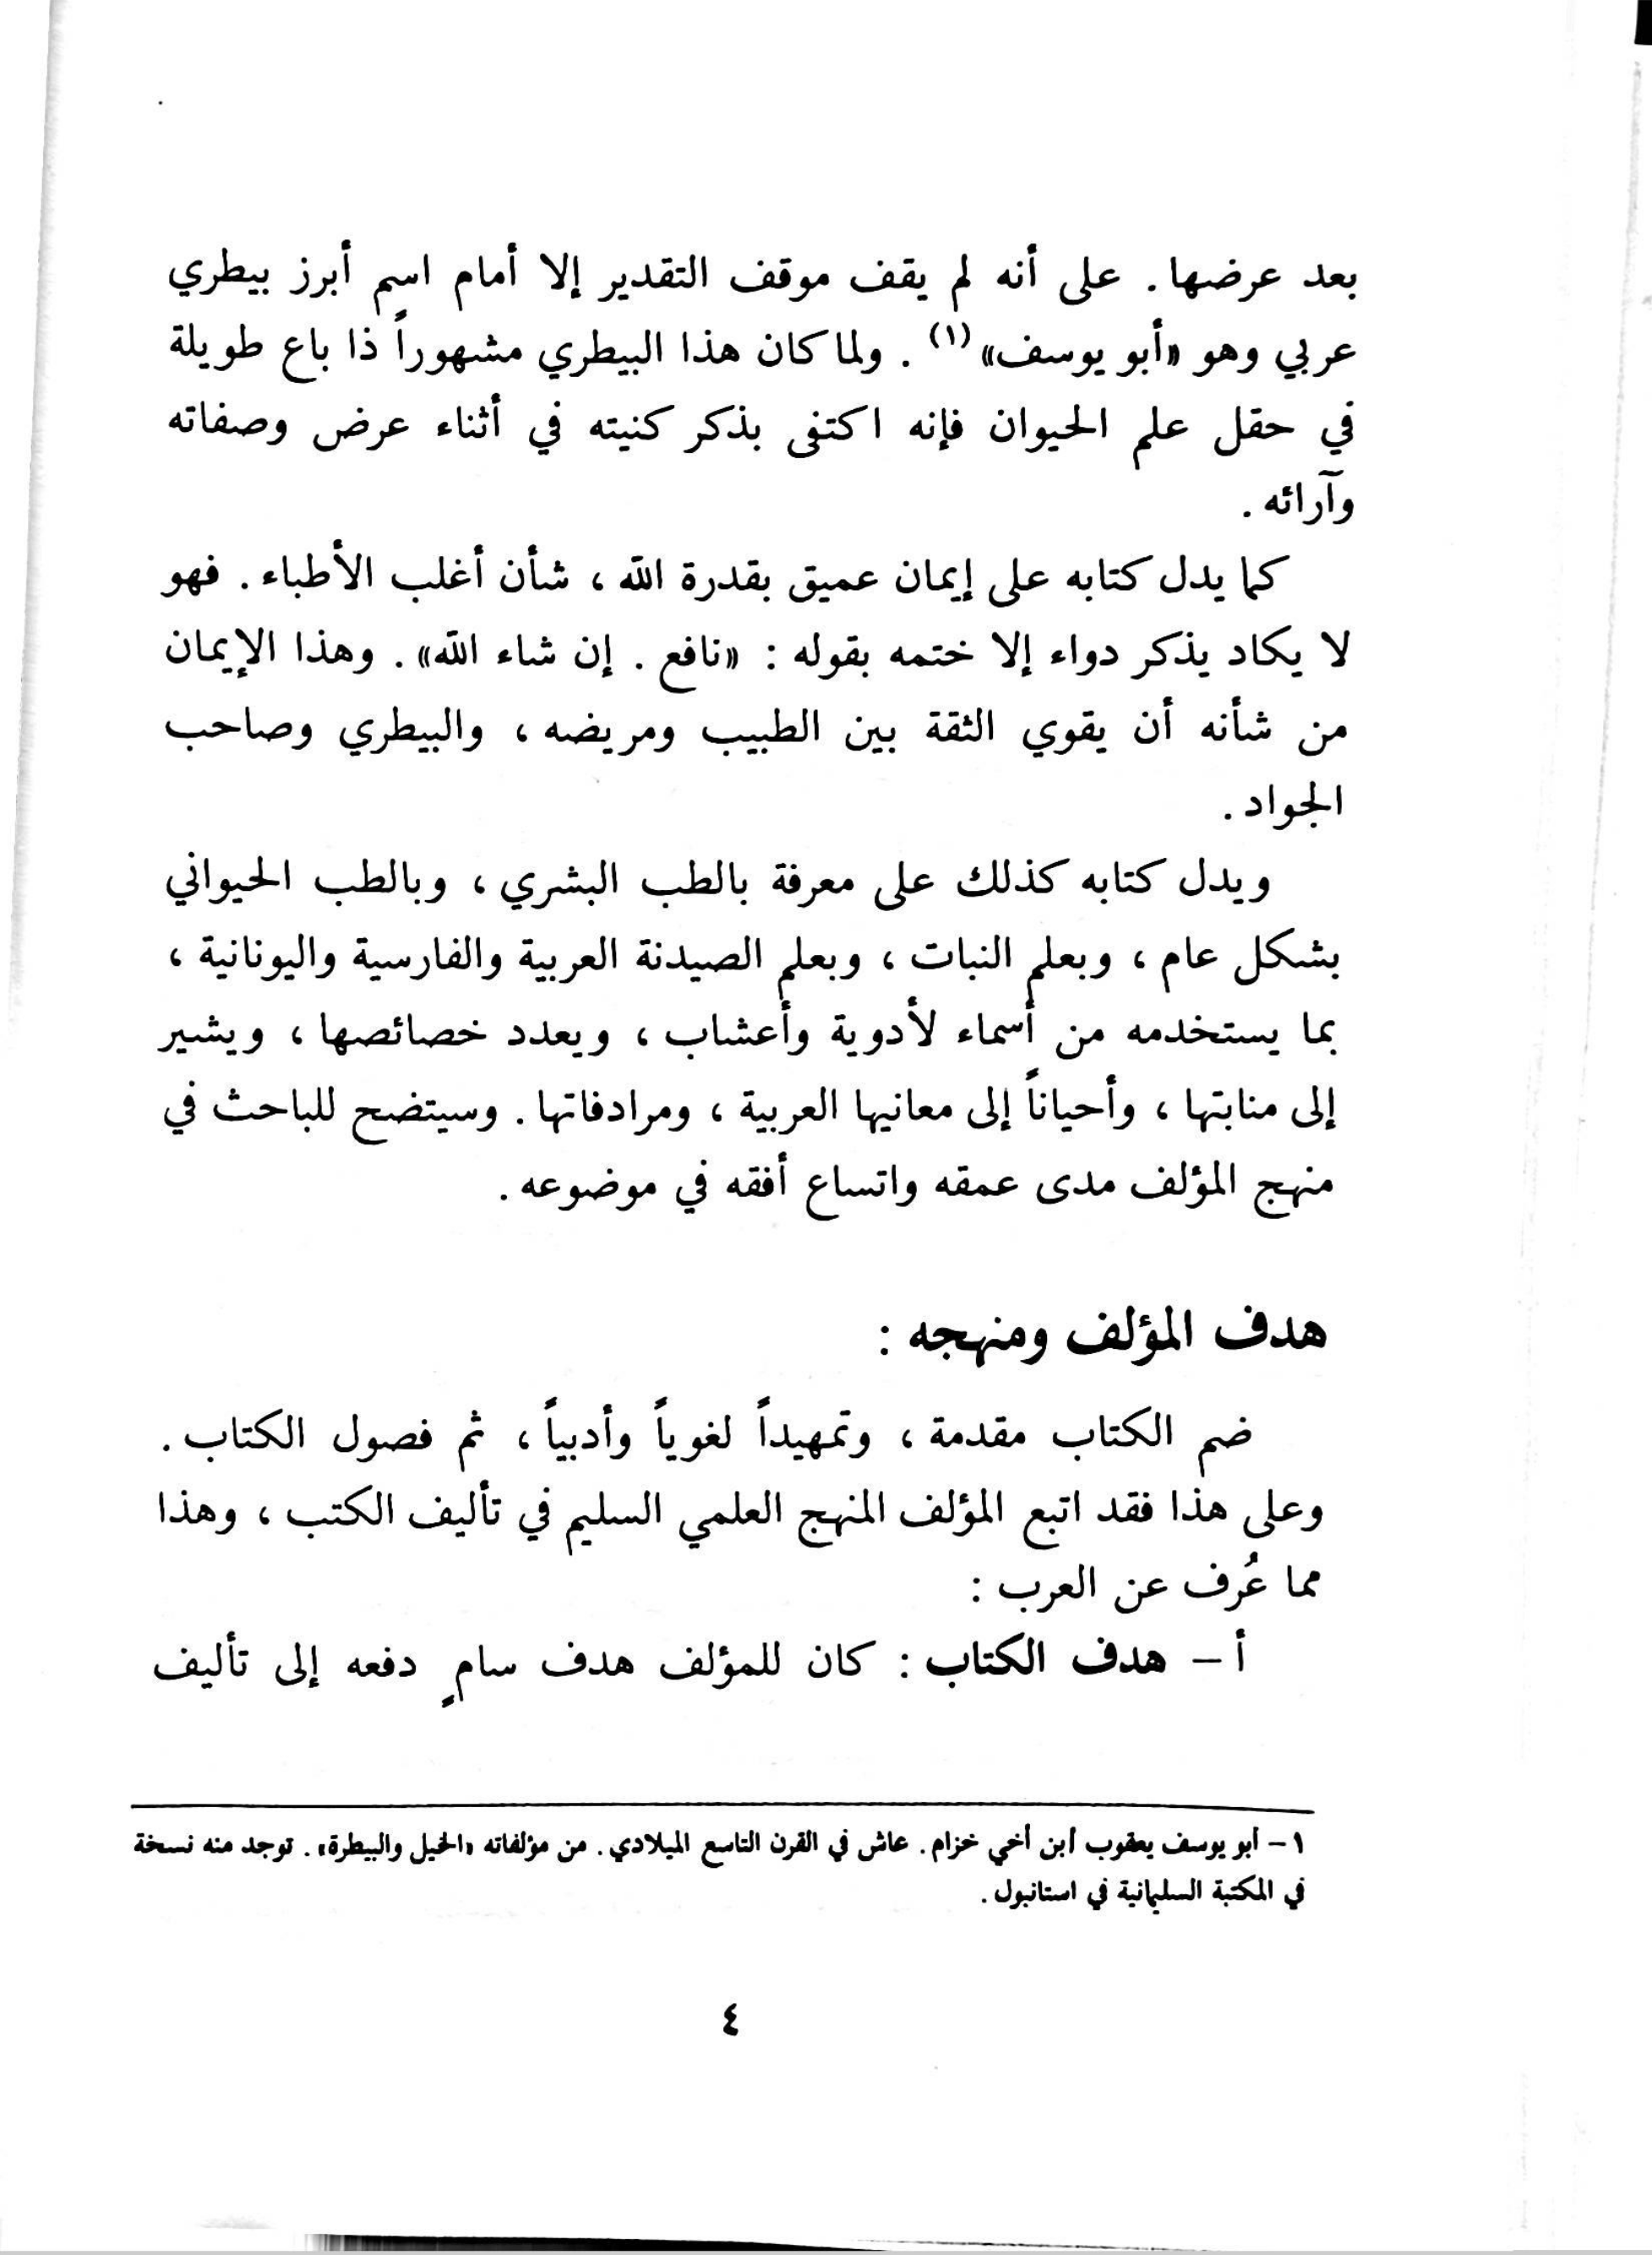 بعد عرضها . على أنه لم يقف موقف التقدير إلا أمام اسم أبرز بيطري
عربي وهو «أبو يوسف» (١) . ولما كان هذا البيطري مشهوراً ذا باع طويلة
في حقل علم الحيوان فإنه اكتفى بذكر كنيته في أثناء عرض وصفاته
وآرائه .
كما يدل كتابه على إيمان عميق بقدرة الله ، شأن أغلب الأطباء . فهو
لا يكاد يذكر دواء إلا ختمه بقوله : «نافع . إن شاء الله» . وهذا الإيمان
من شأنه أن يقوي الثقة بين الطبيب ومريضه ، والبيطري وصاحب
الجواد .
ويدل كتابه كذلك على معرفة بالطب البشري ، وبالطب الحيواني
بشكل عام ، وبعلم النبات ، وبعلم الصيدنة العربية والفارسية واليونانية ،
بما يستخدمه من أسماء لأدوية وأعشاب ، ويعدد خصائصها ، ويشير
إلى منابتها ، وأحياناً إلى معانيها العربية ، ومرادفاتها . وسيتضح للباحث في
منهج المؤلف مدى عمقه واتساع أفقه في موضوعه .
هدف المؤلف ومنهجه :
ضم الكتاب مقدمة ، وتمهيداً لغوياً وأدبياً ، ثم فصول الكتاب .
وعلى هذا فقد اتبع المؤلف المنهج العلمي السليم في تأليف الكتب ، وهذا
مما عُرف عن العرب :
أ – هدف الكتاب : كان للمؤلف هدف سامٍ دفعه إلى تأليف
١ – أبو يوسف يعقوب ابن أخي خزام . عاش في القرن التاسع الميلادي . من مؤلفاته «الخيل والبيطرة» . توجد منه نسخة
في المكتبة السليمانية في استانبول .
٤